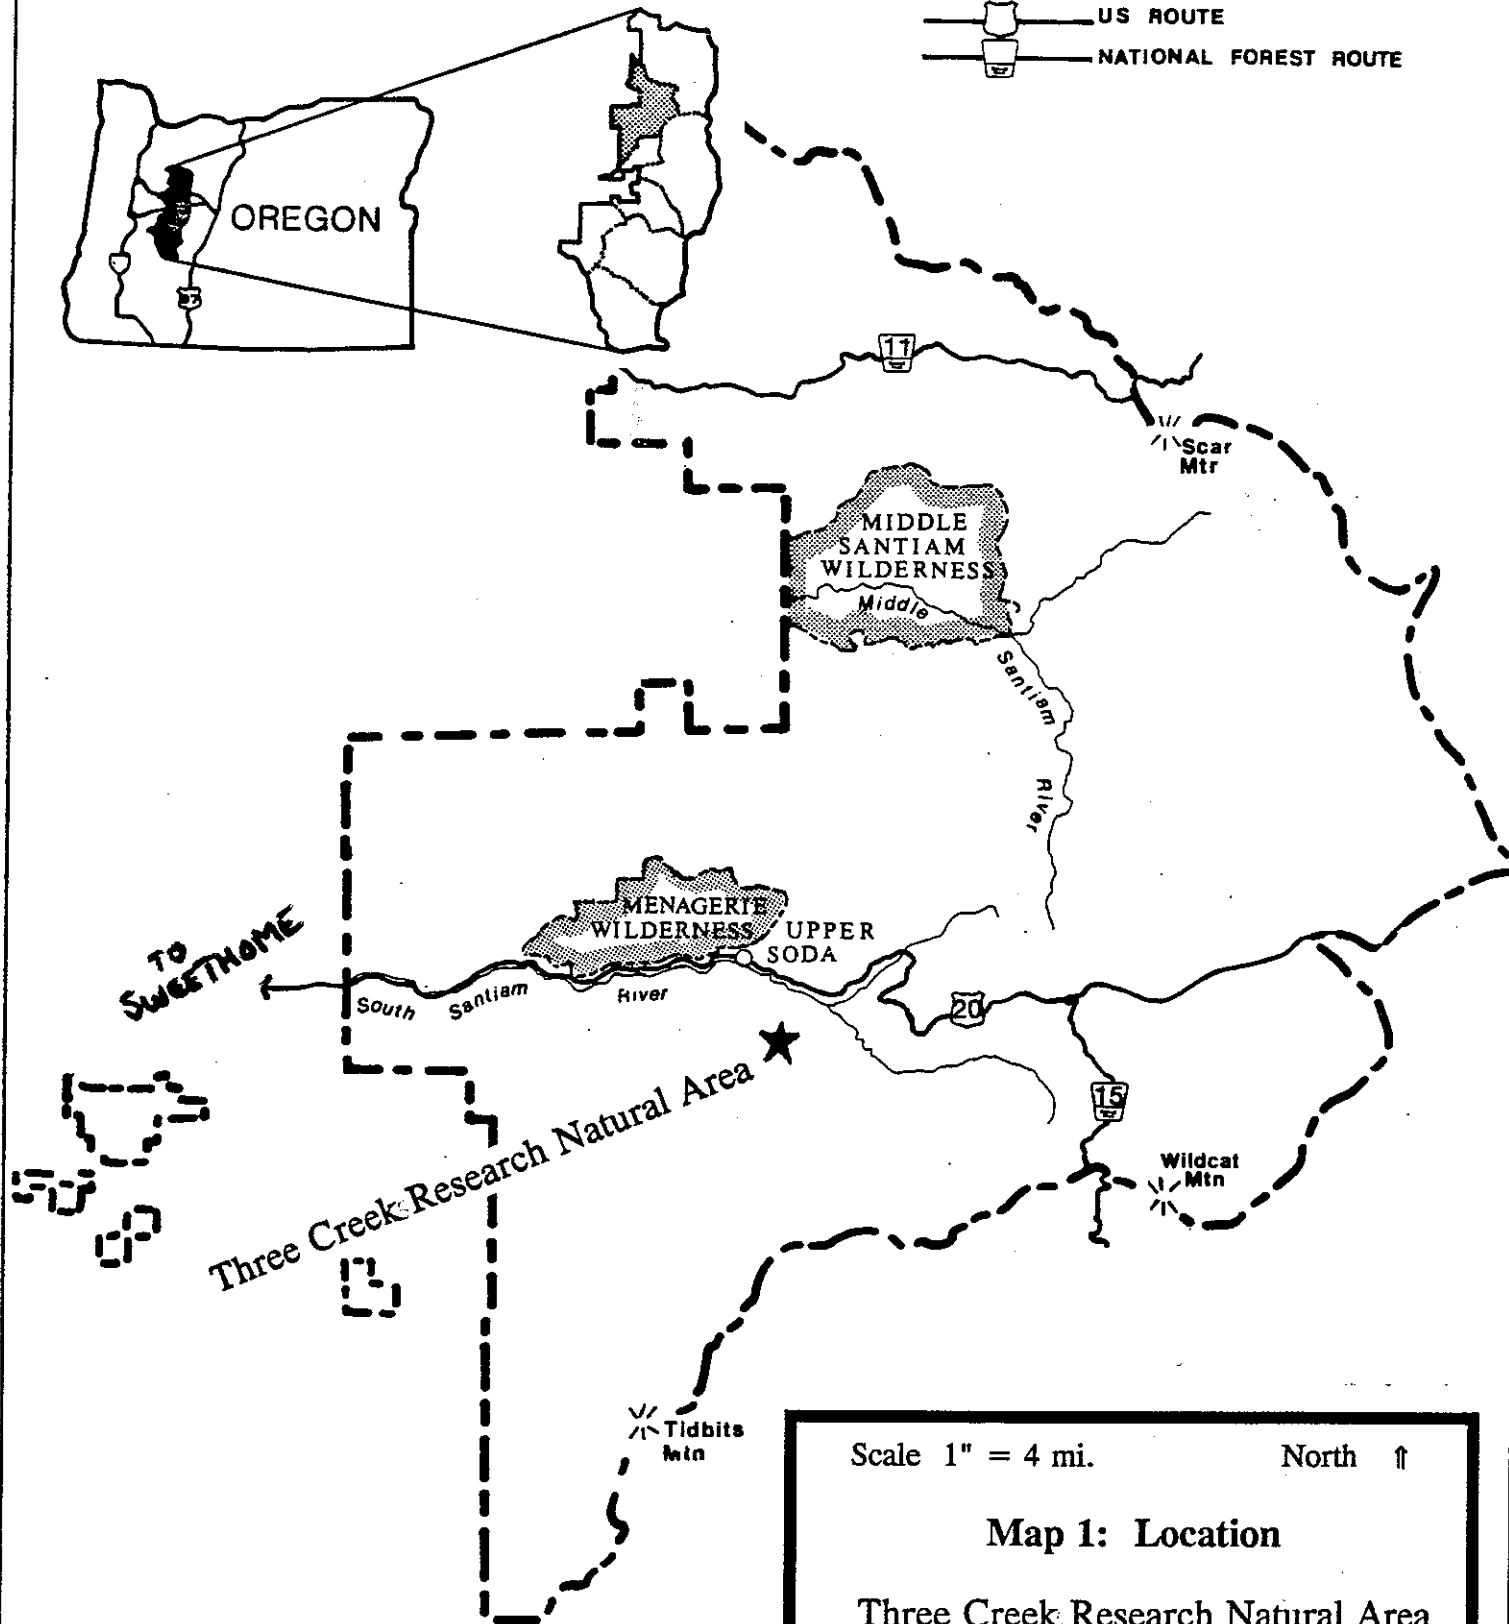 US ROUTE
NATIONAL FOREST ROUTE
OREGON
97
11
Scar
Mtr
MIDDLE
SANTIAM
WILDERNESS
Middle
Santiam
River
MENAGERIE
WILDERNESS
UPPER
SODA
TO
SWEETHOME
South Santiam River
20
15
Three Creek Research Natural Area
Wildcat
Mtn
Tidbits
Mtn
Scale 1" = 4 mi. North ⇑
Map 1: Location
Three Creek Research Natural Area